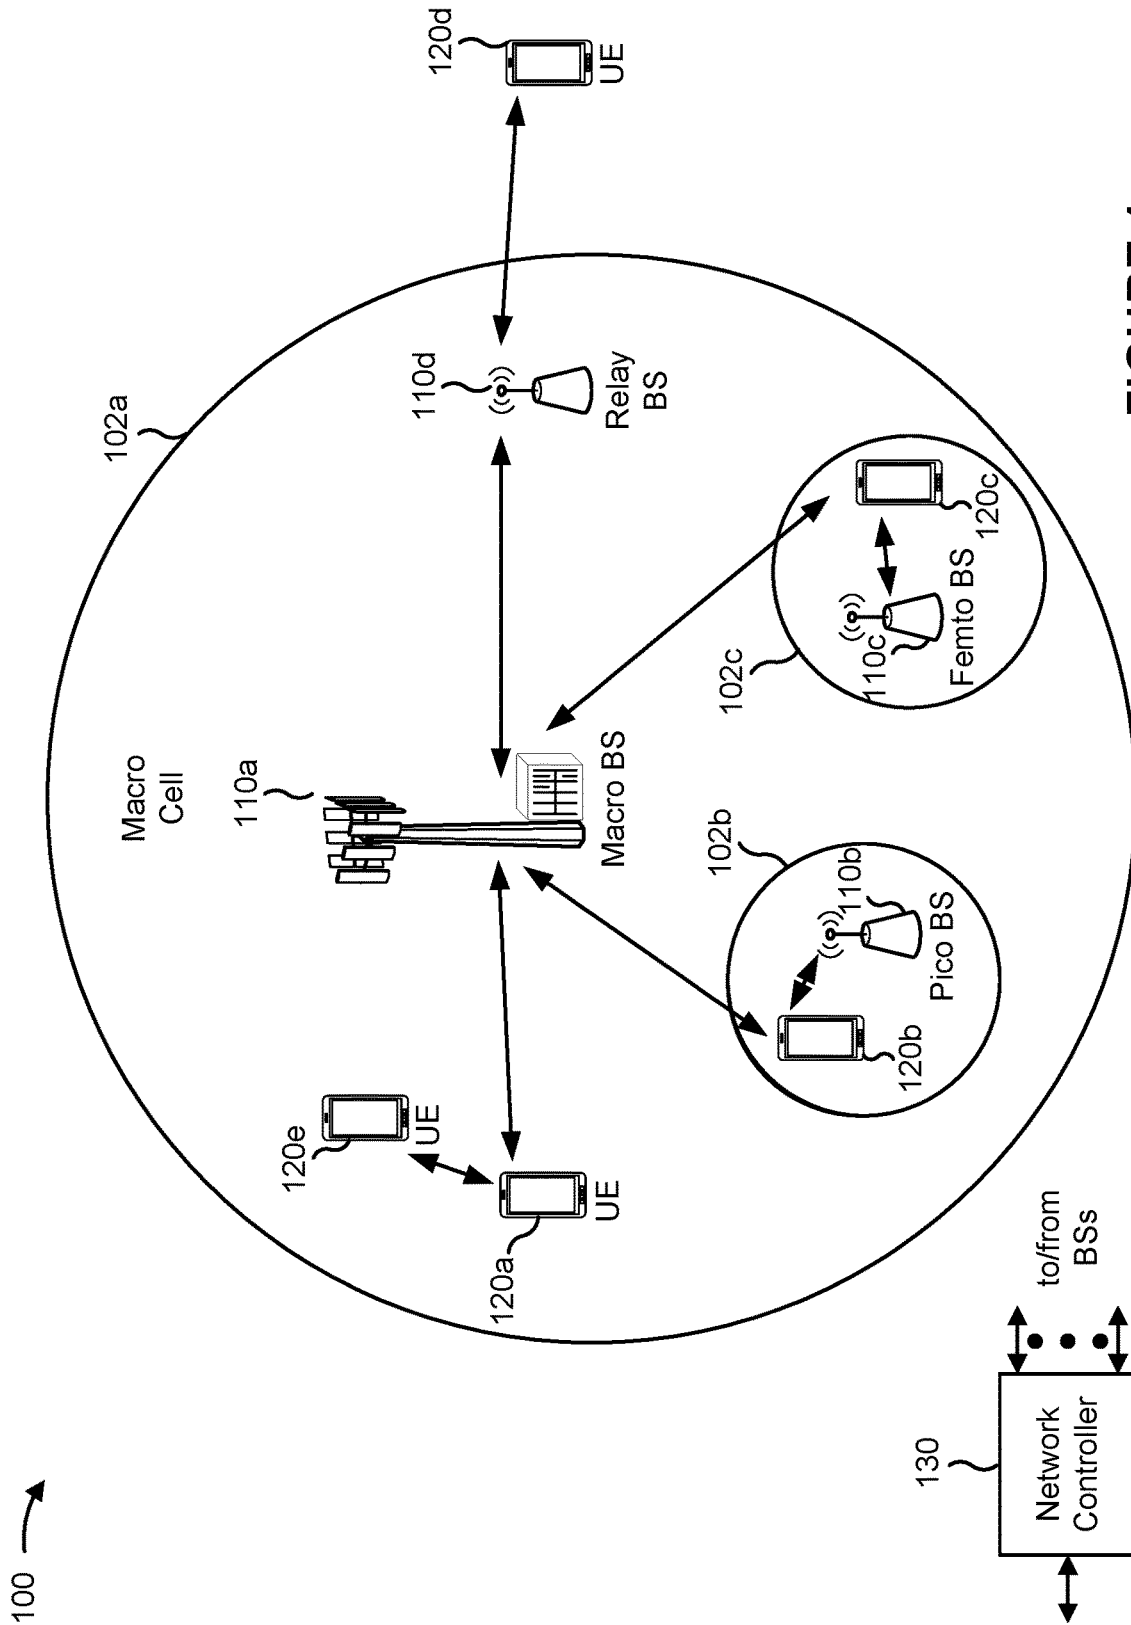 100
102a
Macro
Cell
110a
120d
UE
110d
Relay
BS
120e
UE
120a
UE
Macro BS
102b
110b
Pico BS
120b
102c
110c
Femto BS
120c
130
Network
Controller
to/from
BSs